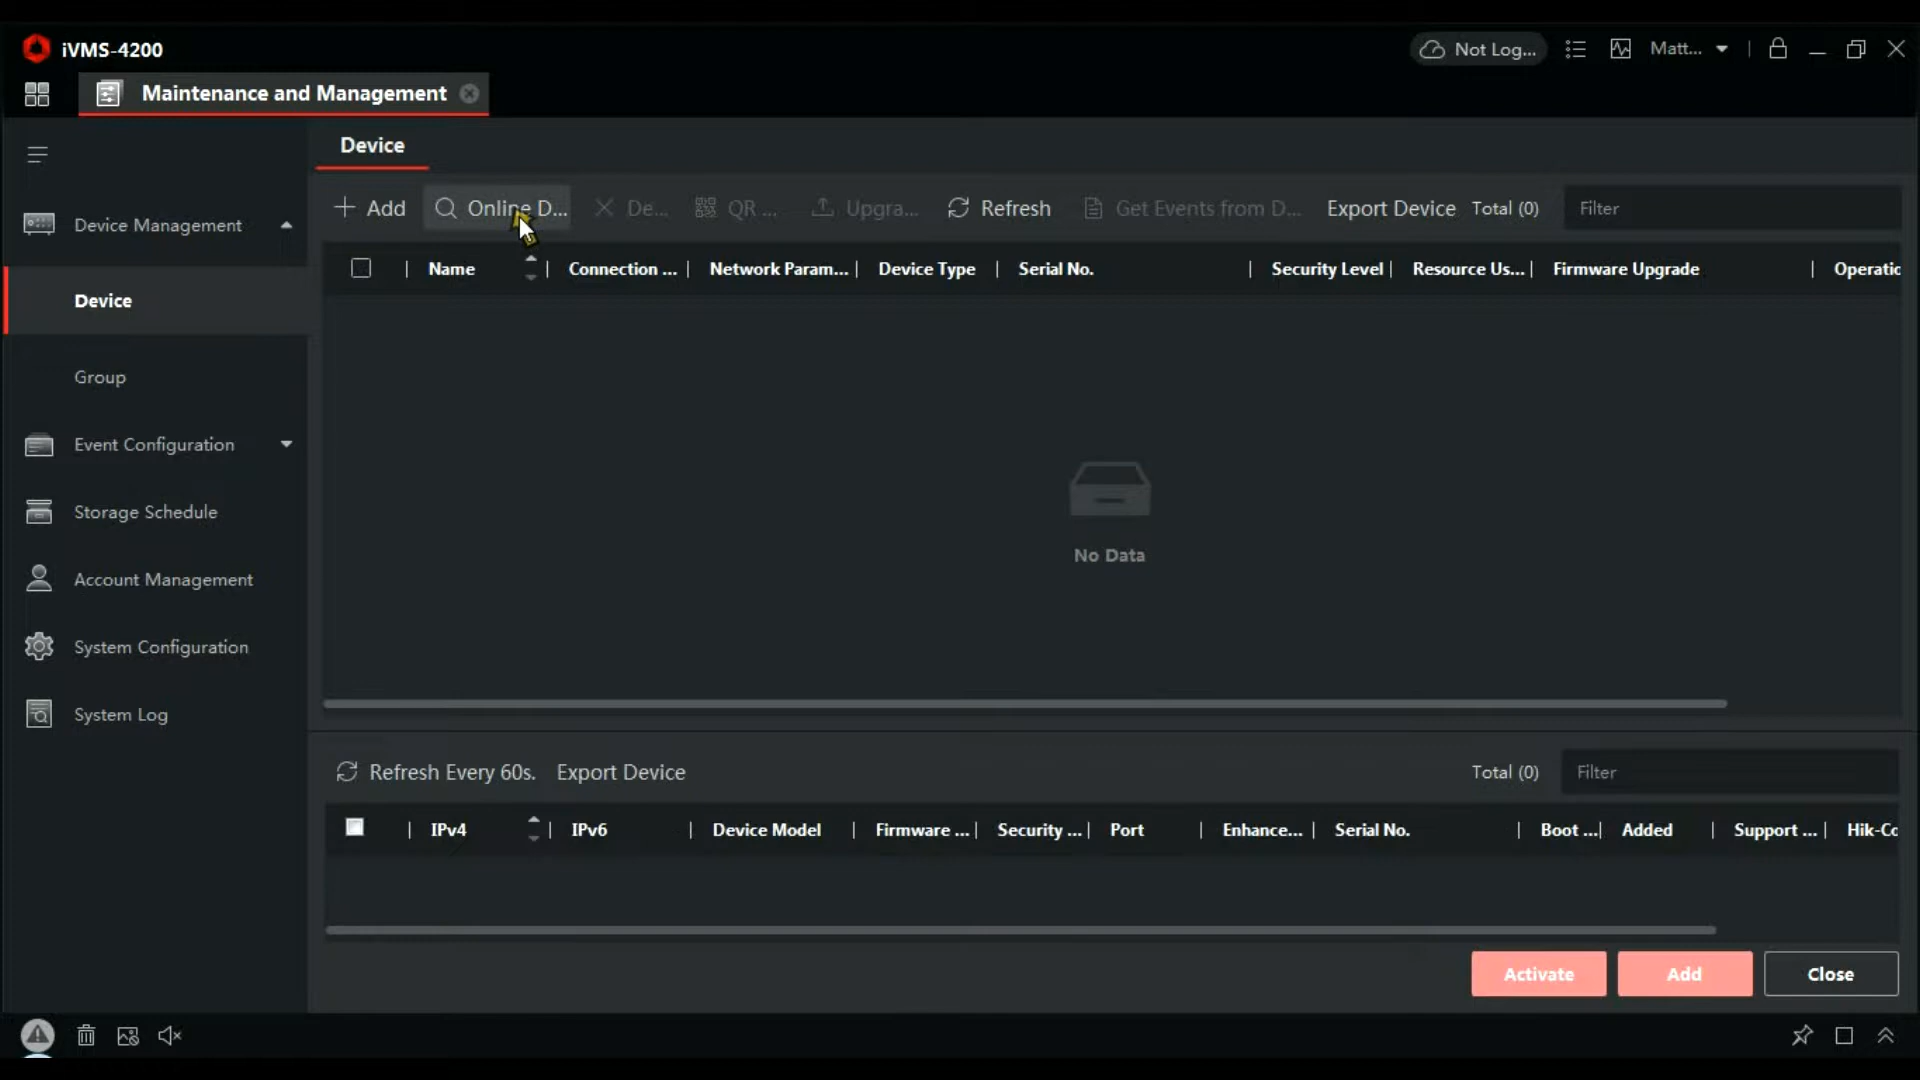 iVMS-4200
Not Log...
Matt...
Maintenance and Management
Device
Add
Online D...
De...
QR ...
Upgra...
Refresh
Get Events from D...
Export Device
Total (0)
Filter
Device Management
Device
Group
Event Configuration
Storage Schedule
Account Management
System Configuration
System Log
Name
Connection ...
Network Param...
Device Type
Serial No.
Security Level
Resource Us...
Firmware Upgrade
Operatic
No Data
Refresh Every 60s.
Export Device
Total (0)
Filter
IPv4
IPv6
Device Model
Firmware ...
Security ...
Port
Enhance...
Serial No.
Boot ...
Added
Support ...
Hik-Cc
Activate
Add
Close